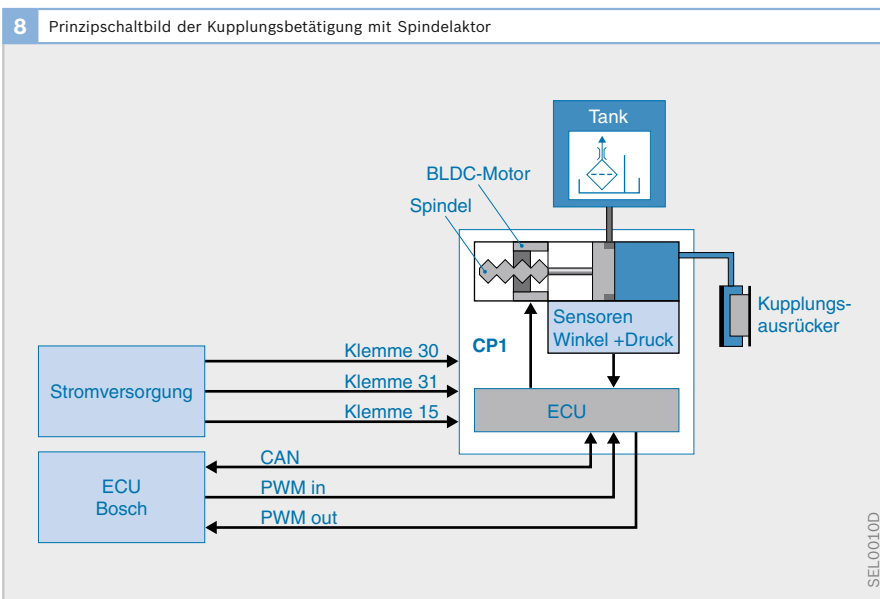 8 Prinzipschaltbild der Kupplungsbetätigung mit Spindelaktor
Tank
BLDC-Motor
Spindel
Kupplungs-
ausrücker
Sensoren
Winkel +Druck
CP1
Klemme 30
Klemme 31
Klemme 15
Stromversorgung
ECU
CAN
PWM in
PWM out
ECU
Bosch
SEL0010D